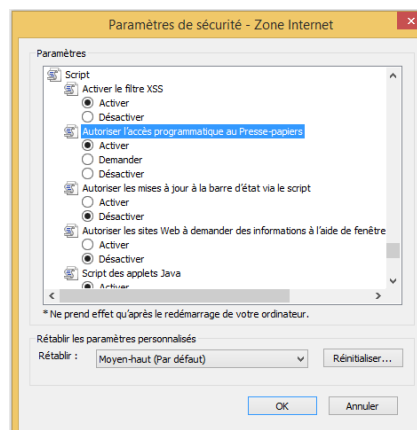 Paramètres de sécurité - Zone Internet
Paramètres
Script
Activer le filtre XSS
Activer
Désactiver
Autoriser l'accès programmatique au Presse-papiers
Activer
Demander
Désactiver
Autoriser les mises à jour à la barre d'état via le script
Activer
Désactiver
Autoriser les sites Web à demander des informations à l'aide de fenêtre
Activer
Désactiver
Script des applets Java
Activer
* Ne prend effet qu'après le redémarrage de votre ordinateur.
Rétablir les paramètres personnalisés
Rétablir :
Moyen-haut (Par défaut)
Réinitialiser...
OK
Annuler